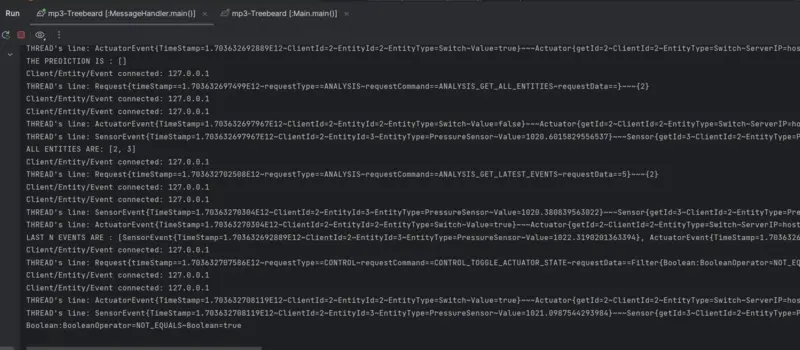 Run mp3-Treebeard [:MessageHandler.main()] × mp3-Treebeard [:Main.main()] ×
THREAD's line: ActuatorEvent{TimeStamp=1.703632692889E12~ClientId=2~EntityId=2~EntityType=Switch~Value=true}~~~Actuator{getId=2~ClientId=2~EntityType=Switch~ServerIP=hos
THE PREDICTION IS : []
Client/Entity/Event connected: 127.0.0.1
THREAD's line: Request{timeStamp==1.703632697499E12~requestType==ANALYSIS~requestCommand==ANALYSIS_GET_ALL_ENTITIES~requestData==}~~~{2}
Client/Entity/Event connected: 127.0.0.1
Client/Entity/Event connected: 127.0.0.1
THREAD's line: ActuatorEvent{TimeStamp=1.703632697967E12~ClientId=2~EntityId=2~EntityType=Switch~Value=false}~~~Actuator{getId=2~ClientId=2~EntityType=Switch~ServerIP=ho
THREAD's line: SensorEvent{TimeStamp=1.703632697967E12~ClientId=2~EntityId=3~EntityType=PressureSensor~Value=1020.6015829556537}~~~Sensor{getId=3~ClientId=2~EntityType=P
ALL ENTITIES ARE: [2, 3]
Client/Entity/Event connected: 127.0.0.1
THREAD's line: Request{timeStamp==1.703632702508E12~requestType==ANALYSIS~requestCommand==ANALYSIS_GET_LATEST_EVENTS~requestData==5}~~~{2}
Client/Entity/Event connected: 127.0.0.1
Client/Entity/Event connected: 127.0.0.1
THREAD's line: SensorEvent{TimeStamp=1.70363270304E12~ClientId=2~EntityId=3~EntityType=PressureSensor~Value=1020.380839563022}~~~Sensor{getId=3~ClientId=2~EntityType=Pre
THREAD's line: ActuatorEvent{TimeStamp=1.70363270304E12~ClientId=2~EntityId=2~EntityType=Switch~Value=true}~~~Actuator{getId=2~ClientId=2~EntityType=Switch~ServerIP=host
LAST N EVENTS ARE : [SensorEvent{TimeStamp=1.703632692889E12~ClientId=2~EntityId=3~EntityType=PressureSensor~Value=1022.3190201363394}, ActuatorEvent{TimeStamp=1.703632
Client/Entity/Event connected: 127.0.0.1
THREAD's line: Request{timeStamp==1.703632707586E12~requestType==CONTROL~requestCommand==CONTROL_TOGGLE_ACTUATOR_STATE~requestData==Filter{Boolean:BooleanOperator=NOT_EQ
Client/Entity/Event connected: 127.0.0.1
Client/Entity/Event connected: 127.0.0.1
THREAD's line: ActuatorEvent{TimeStamp=1.703632708119E12~ClientId=2~EntityId=2~EntityType=Switch~Value=true}~~~Actuator{getId=2~ClientId=2~EntityType=Switch~ServerIP=hos
THREAD's line: SensorEvent{TimeStamp=1.703632708119E12~ClientId=2~EntityId=3~EntityType=PressureSensor~Value=1021.0987544293984}~~~Sensor{getId=3~ClientId=2~EntityType=P
Boolean:BooleanOperator=NOT_EQUALS~Boolean=true